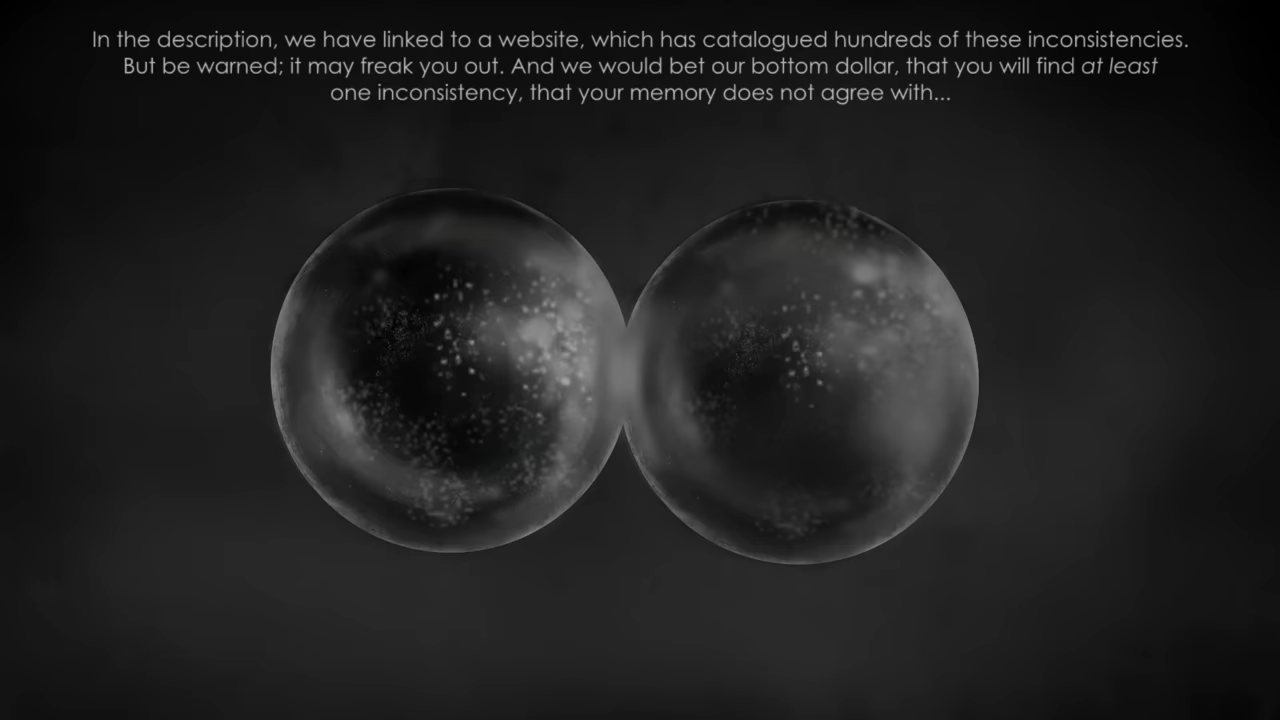 In the description, we have linked to a website, which has catalogued hundreds of these inconsistencies.
But be warned; it may freak you out. And we would bet our bottom dollar, that you will find at least
one inconsistency, that your memory does not agree with...